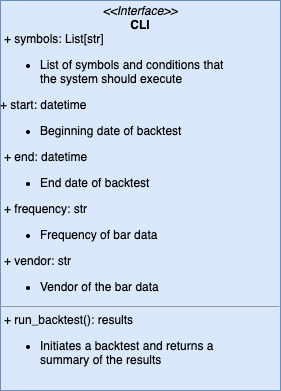 <<Interface>>
CLI
+ symbols: List[str]
• List of symbols and conditions that
the system should execute
+ start: datetime
• Beginning date of backtest
+ end: datetime
• End date of backtest
+ frequency: str
• Frequency of bar data
+ vendor: str
• Vendor of the bar data
+ run_backtest(): results
• Initiates a backtest and returns a
summary of the results